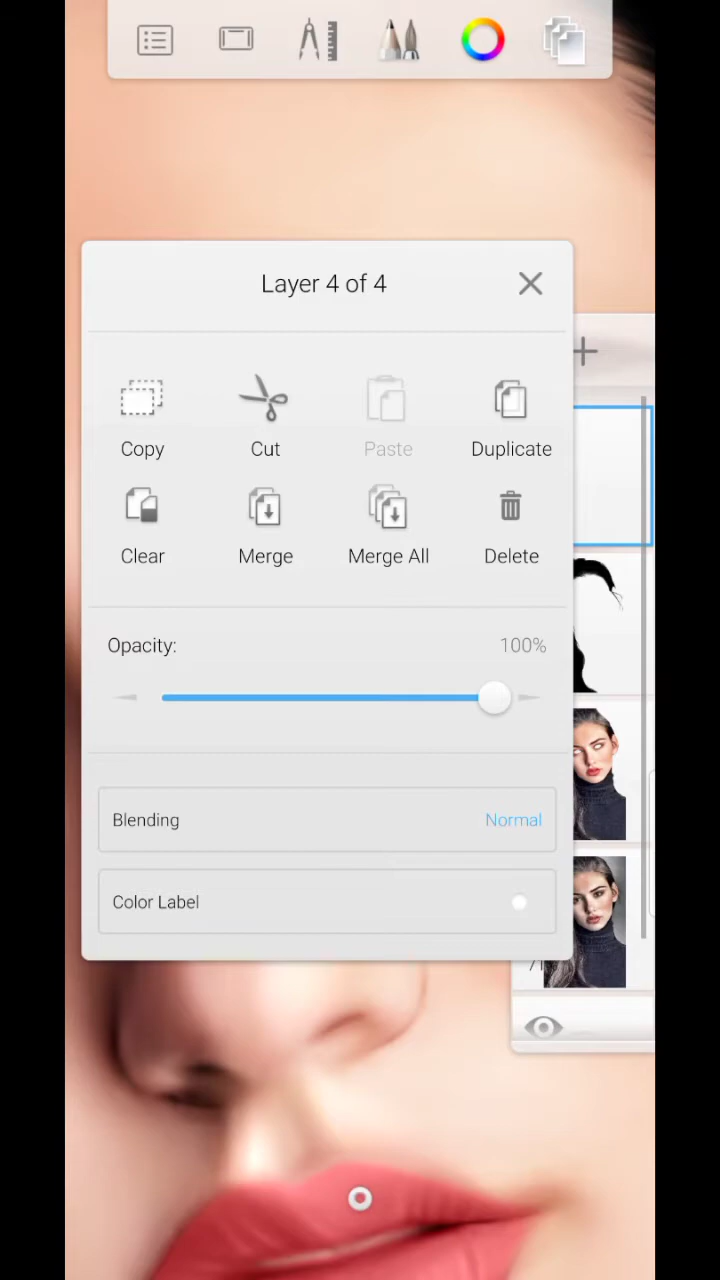 Layer 4 of 4
Copy Cut Paste Duplicate
Clear Merge Merge All Delete
Opacity: 100%
Blending Normal
Color Label